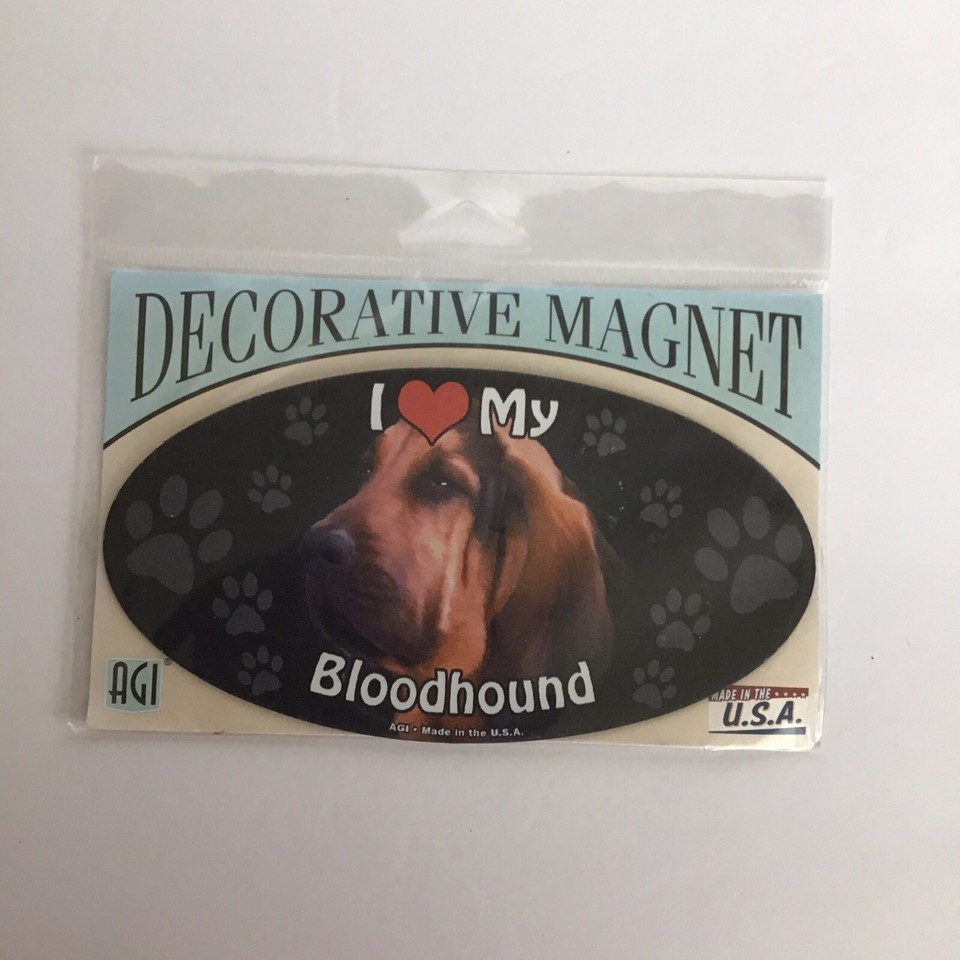 DECORATIVE MAGNET
I ❤ My
Bloodhound
AGI • Made in the U.S.A.
AGI®
MADE IN THE ★★★★
U.S.A.